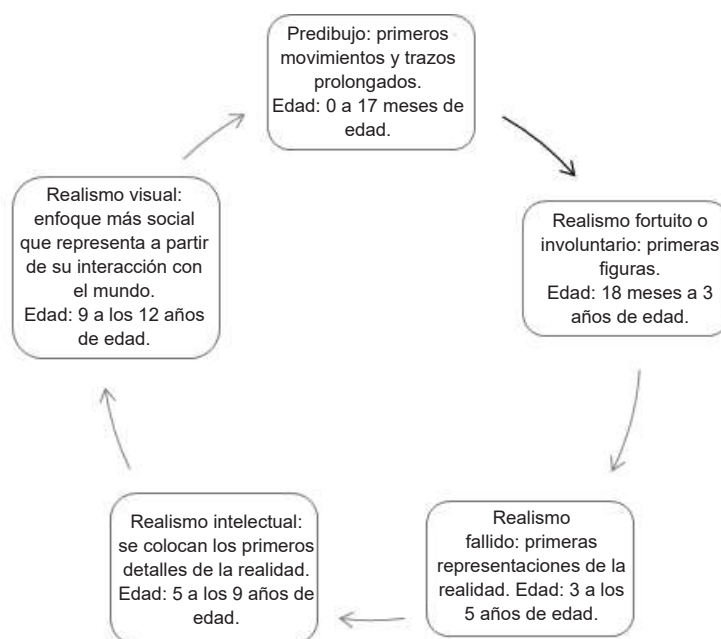 Predibujo: primeros
movimientos y trazos
prolongados.
Edad: 0 a 17 meses de
edad.
Realismo fortuito o
involuntario: primeras
figuras.
Edad: 18 meses a 3
años de edad.
Realismo
fallido: primeras
representaciones de la
realidad. Edad: 3 a los
5 años de edad.
Realismo intelectual:
se colocan los primeros
detalles de la realidad.
Edad: 5 a los 9 años de
edad.
Realismo visual:
enfoque más social
que representa a partir
de su interacción con
el mundo.
Edad: 9 a los 12 años
de edad.